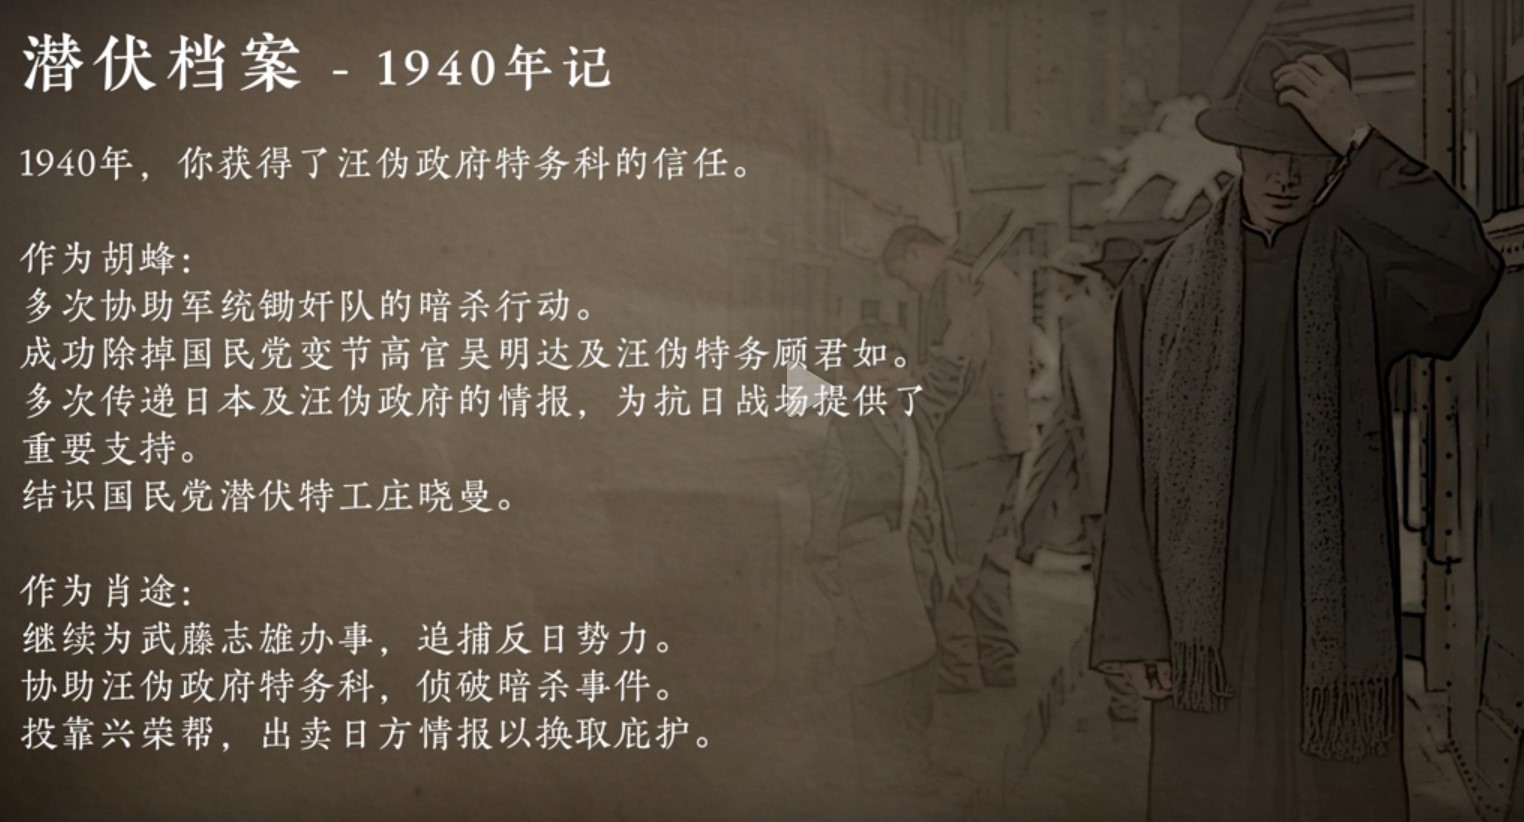 潜伏档案 - 1940年记
1940年，你获得了汪伪政府特务科的信任。
作为胡蜂：
多次协助军统锄奸队的暗杀行动。
成功除掉国民党变节高官吴明达及汪伪特务顾君如。
多次传递日本及汪伪政府的情报，为抗日战场提供了
重要支持。
结识国民党潜伏特工庄晓曼。
作为肖途：
继续为武藤志雄办事，追捕反日势力。
协助汪伪政府特务科，侦破暗杀事件。
投靠兴荣帮，出卖日方情报以换取庇护。